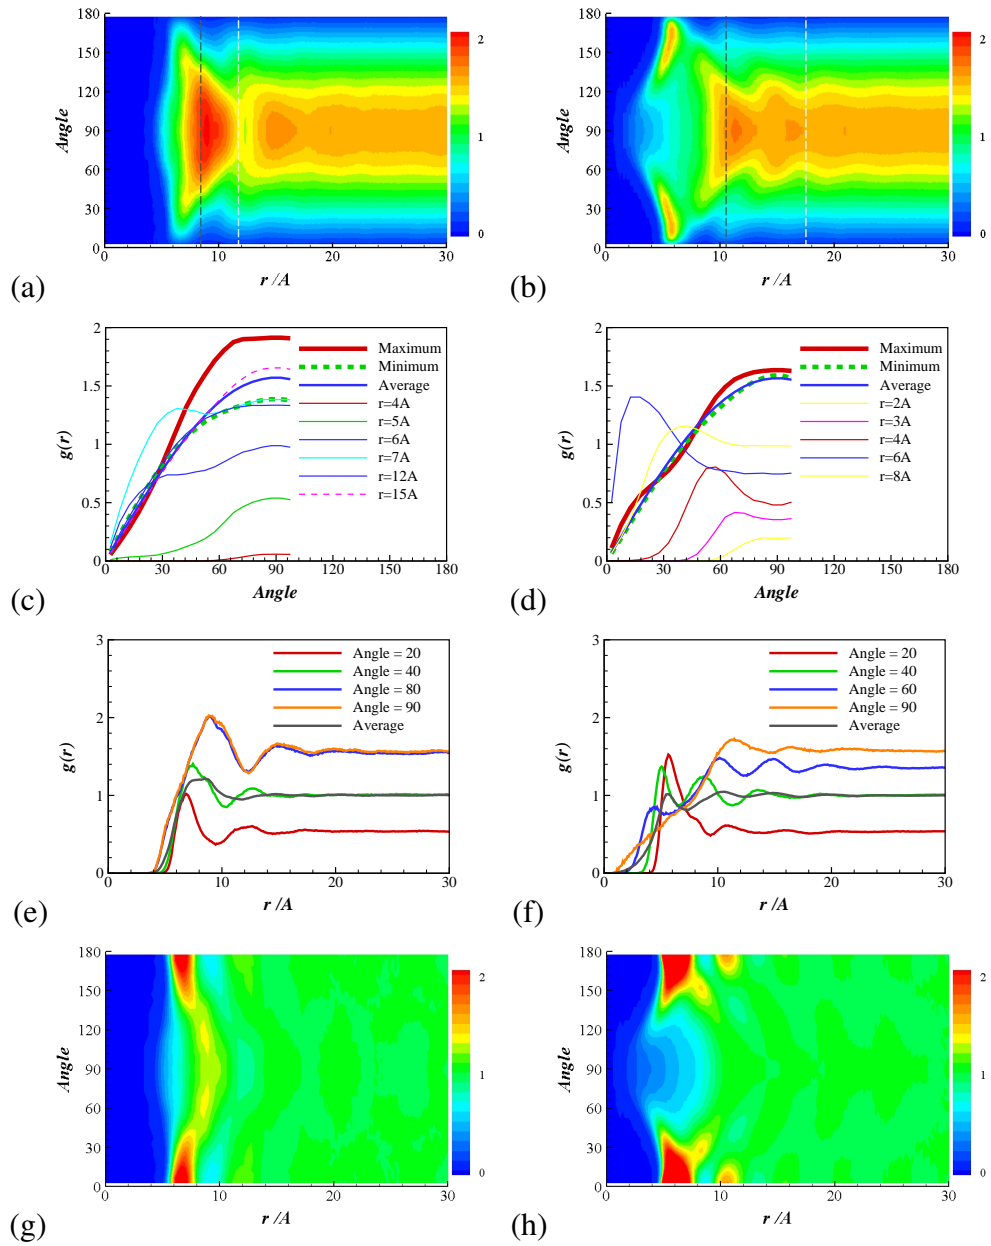 180
150
120
90
60
30
0
Angle
0
10
20
30
r /A
2
1
0
(a)
180
150
120
90
60
30
0
Angle
0
10
20
30
r /A
2
1
0
(b)
2
1.5
1
0.5
0
g(r)
0
30
60
90
120
150
180
Angle
Maximum
Minimum
Average
r=4A
r=5A
r=6A
r=7A
r=12A
r=15A
(c)
2
1.5
1
0.5
0
g(r)
0
30
60
90
120
150
180
Angle
Maximum
Minimum
Average
r=2A
r=3A
r=4A
r=6A
r=8A
(d)
3
2
1
0
g(r)
0
10
20
30
r /A
Angle = 20
Angle = 40
Angle = 80
Angle = 90
Average
(e)
3
2
1
0
g(r)
0
10
20
30
r /A
Angle = 20
Angle = 40
Angle = 60
Angle = 90
Average
(f)
180
150
120
90
60
30
0
Angle
0
10
20
30
r /A
2
1
0
(g)
180
150
120
90
60
30
0
Angle
0
10
20
30
r /A
2
1
0
(h)